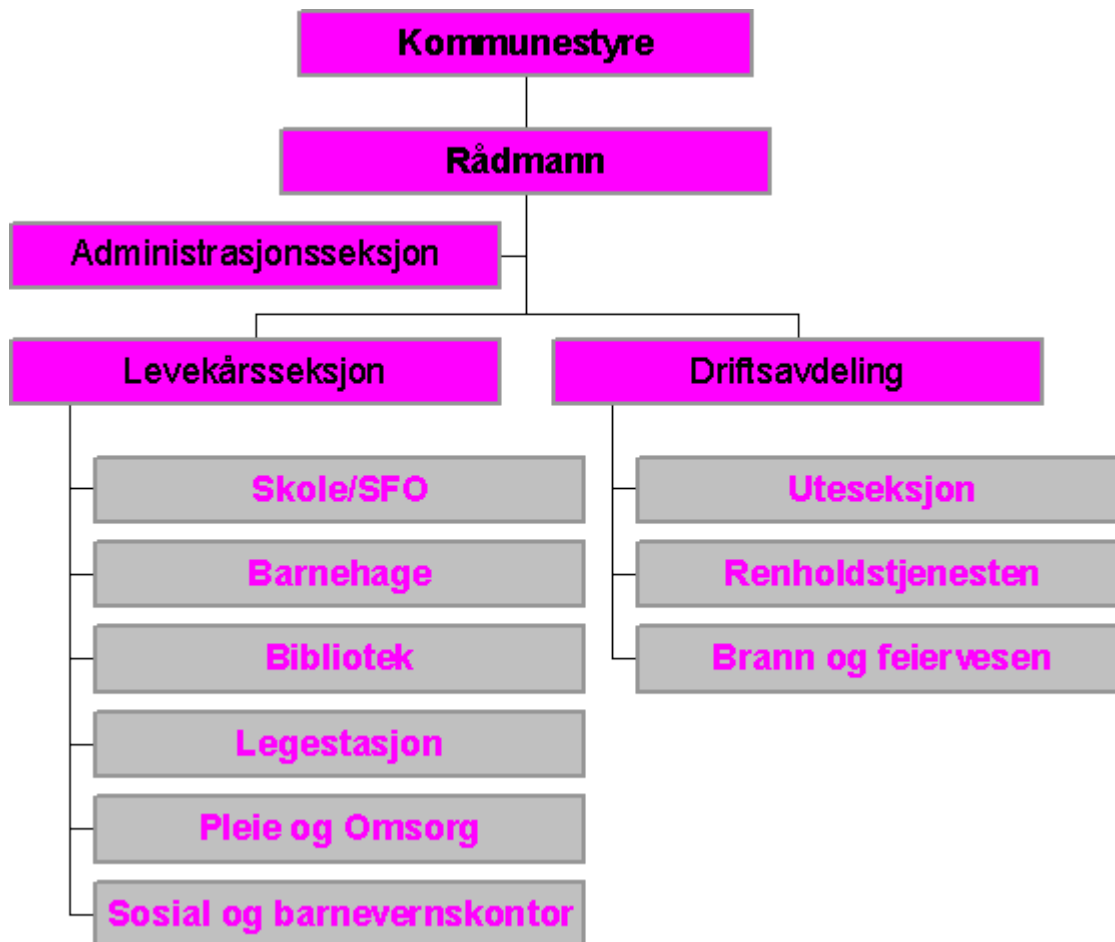 Kommunestyre
Rådmann
Administrasjonsseksjon
Levekårsseksjon
Driftsavdeling
Skole/SFO
Barnehage
Bibliotek
Legestasjon
Pleie og Omsorg
Sosial og barnevernskontor
Uteseksjon
Renholdstjenesten
Brann og feiervesen